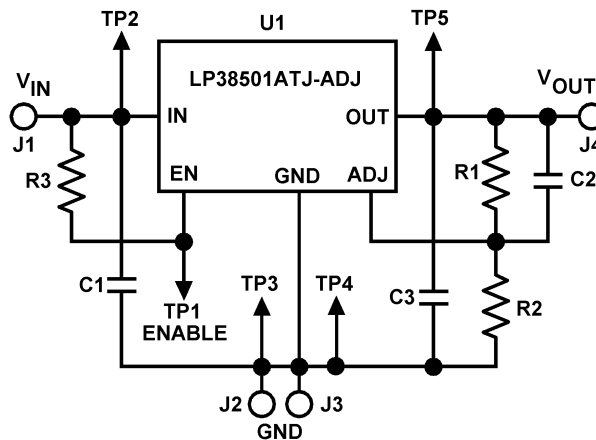 TP2
U1
TP5
LP38501ATJ-ADJ
VIN
VOUT
IN
OUT
J1
J4
EN
GND
ADJ
R3
R1
C2
C1
TP1
ENABLE
TP3
TP4
C3
R2
J2
J3
GND